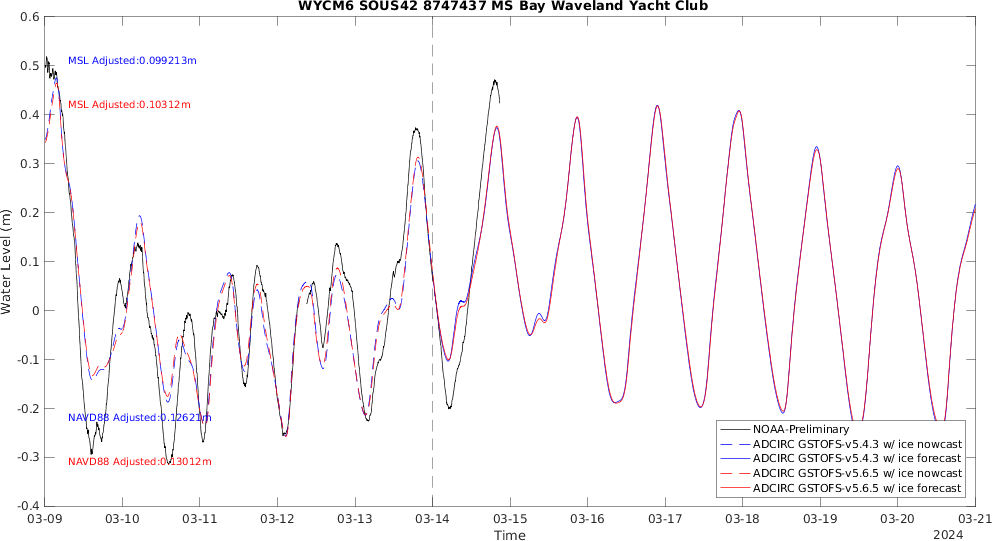 WYCM6 SOUS42 8747437 MS Bay Waveland Yacht Club
0.6
0.5
0.4
0.3
0.2
0.1
0
-0.1
-0.2
-0.3
-0.4
Water Level (m)
MSL Adjusted:0.099213m
MSL Adjusted:0.10312m
NAVD88 Adjusted:0.12621m
NAVD88 Adjusted:0.13012m
NOAA-Preliminary
ADCIRC GSTOFS-v5.4.3 w/ ice nowcast
ADCIRC GSTOFS-v5.4.3 w/ ice forecast
ADCIRC GSTOFS-v5.6.5 w/ ice nowcast
ADCIRC GSTOFS-v5.6.5 w/ ice forecast
03-09 03-10 03-11 03-12 03-13 03-14 03-15 03-16 03-17 03-18 03-19 03-20 03-21
Time
2024